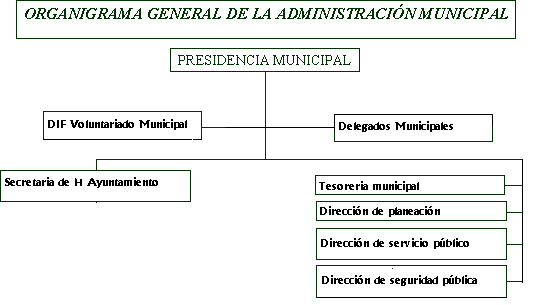 ORGANIGRAMA GENERAL DE LA ADMINISTRACIÓN MUNICIPAL
PRESIDENCIA MUNICIPAL
DIF Voluntariado Municipal
Delegados Municipales
Secretaria de H Ayuntamiento
Tesoreria municipal
Dirección de planeación
Dirección de servicio público
Dirección de seguridad pública